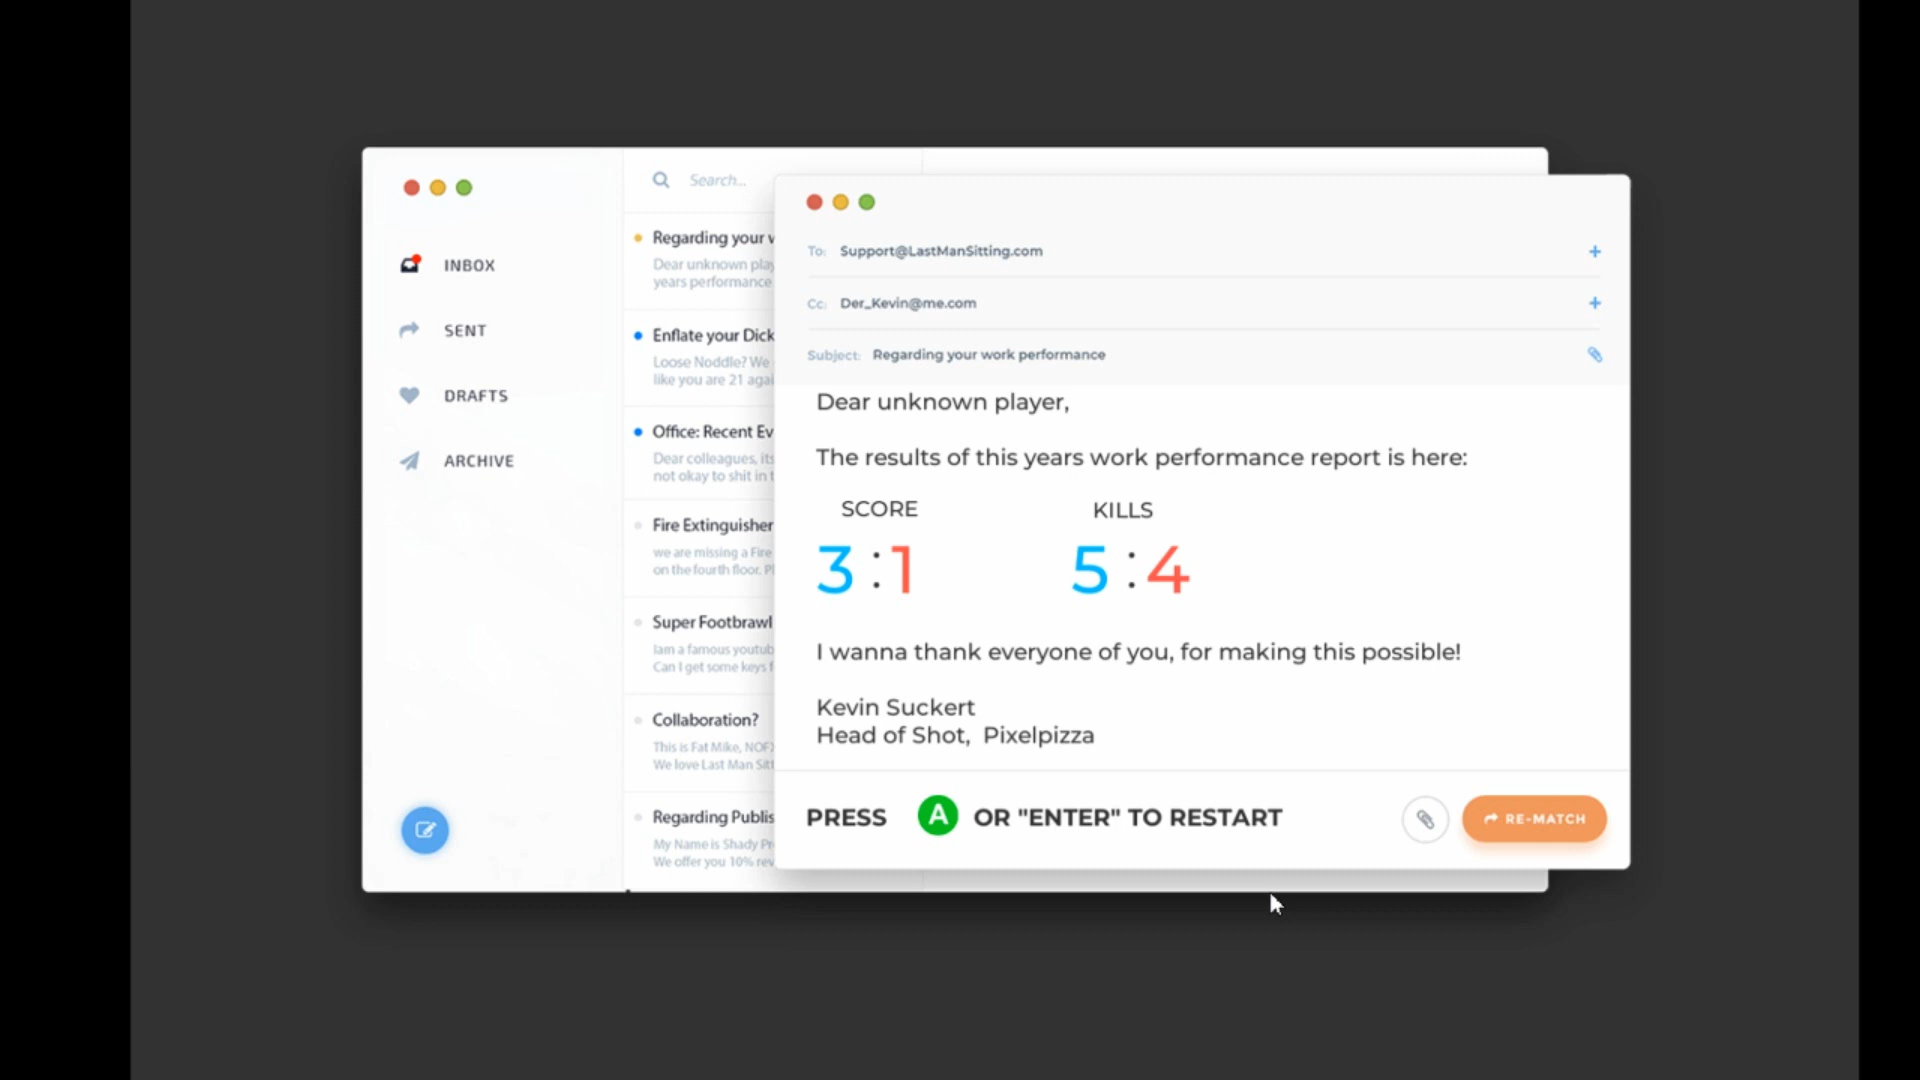 INBOX
SENT
DRAFTS
ARCHIVE
Search...
Regarding your w
Dear unknown play
years performance
Enflate your Dick
Loose Noddle? We
like you are 21 agai
Office: Recent Ev
Dear colleagues, its
not okay to shit in t
Fire Extinguisher
we are missing a Fire
on the fourth floor. Pl
Super Footbrawl
Iam a famous youtub
Can I get some keys f
Collaboration?
This is Fat Mike, NOFX
We love Last Man Sitt
Regarding Publis
My Name is Shady Pr
We offer you 10% rev
To: Support@LastManSitting.com
Cc: Der_Kevin@me.com
Subject: Regarding your work performance
Dear unknown player,
The results of this years work performance report is here:
SCORE KILLS
3 : 1 5 : 4
I wanna thank everyone of you, for making this possible!
Kevin Suckert
Head of Shot, Pixelpizza
PRESS A OR "ENTER" TO RESTART
RE-MATCH